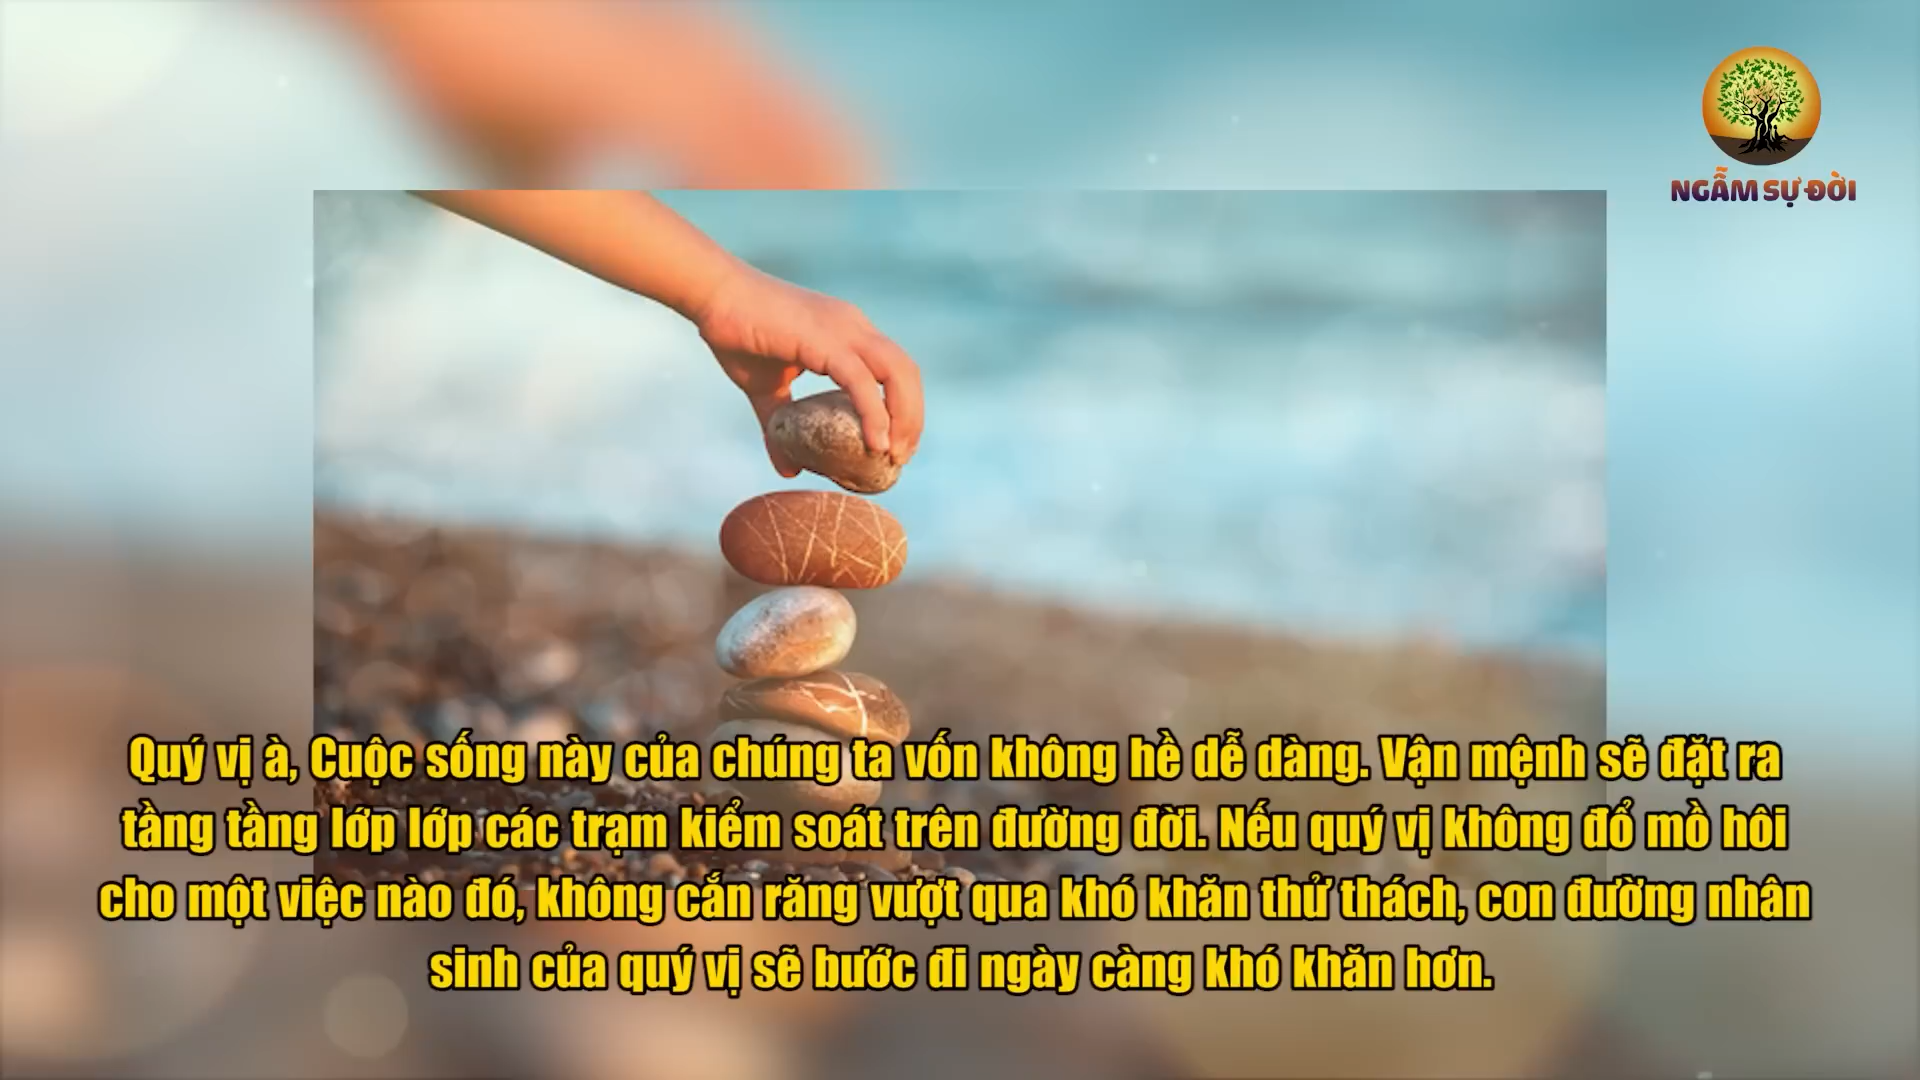 NGẪM SỰ ĐỜI
Quý vị à, Cuộc sống này của chúng ta vốn không hề dễ dàng. Vận mệnh sẽ đặt ra
tầng tầng lớp lớp các trạm kiểm soát trên đường đời. Nếu quý vị không đổ mồ hôi
cho một việc nào đó, không cắn răng vượt qua khó khăn thử thách, con đường nhân
sinh của quý vị sẽ bước đi ngày càng khó khăn hơn.